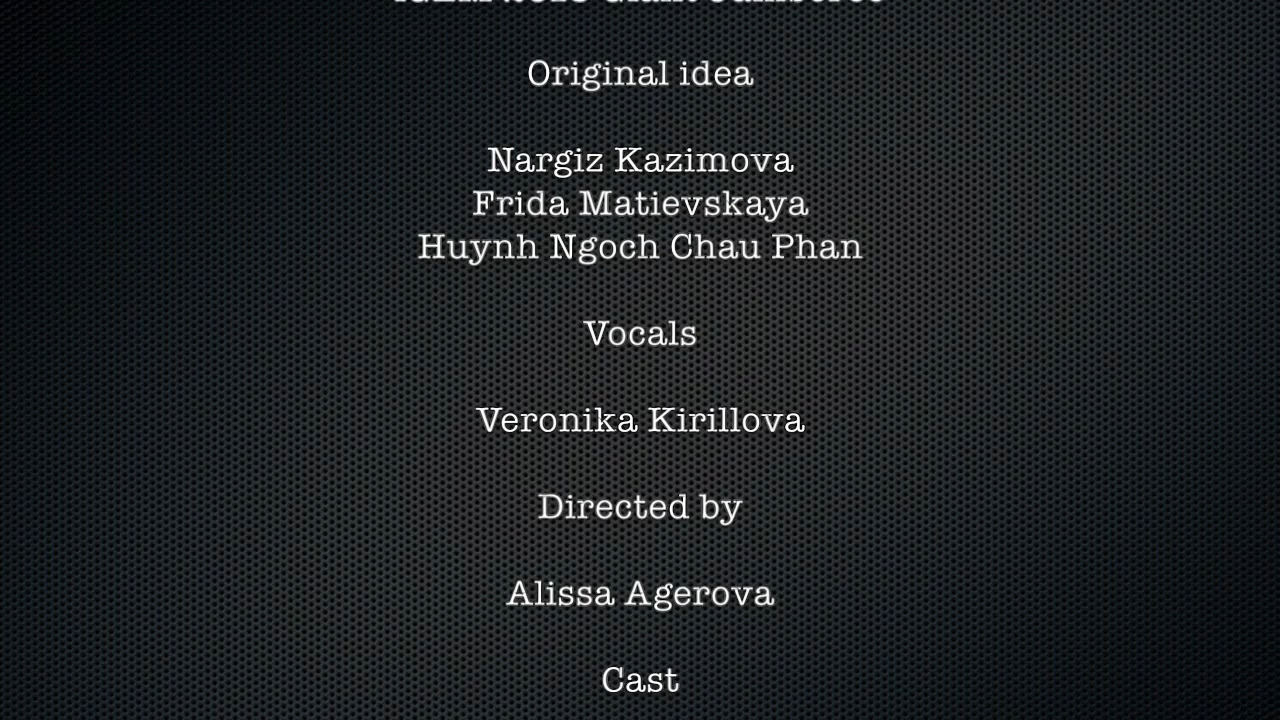 Original idea
Nargiz Kazimova
Frida Matievskaya
Huynh Ngoch Chau Phan
Vocals
Veronika Kirillova
Directed by
Alissa Agerova
Cast